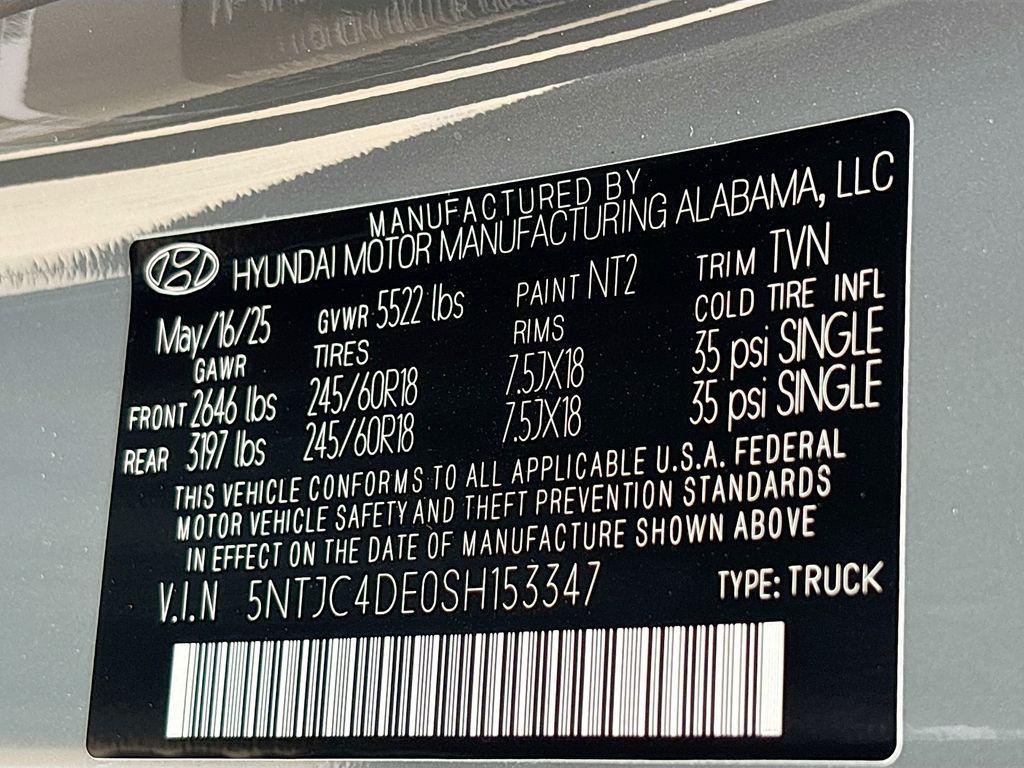 MANUFACTURED BY
HYUNDAI MOTOR MANUFACTURING ALABAMA, LLC
May/16/25 GVWR 5522 lbs PAINT NT2 TRIM TVN
GAWR TIRES RIMS COLD TIRE INFL
FRONT 2646 lbs 245/60R18 7.5JX18 35 psi SINGLE
REAR 3197 lbs 245/60R18 7.5JX18 35 psi SINGLE
THIS VEHICLE CONFORMS TO ALL APPLICABLE U.S.A. FEDERAL
MOTOR VEHICLE SAFETY AND THEFT PREVENTION STANDARDS
IN EFFECT ON THE DATE OF MANUFACTURE SHOWN ABOVE
V.I.N 5NTJC4DE0SH153347 TYPE: TRUCK